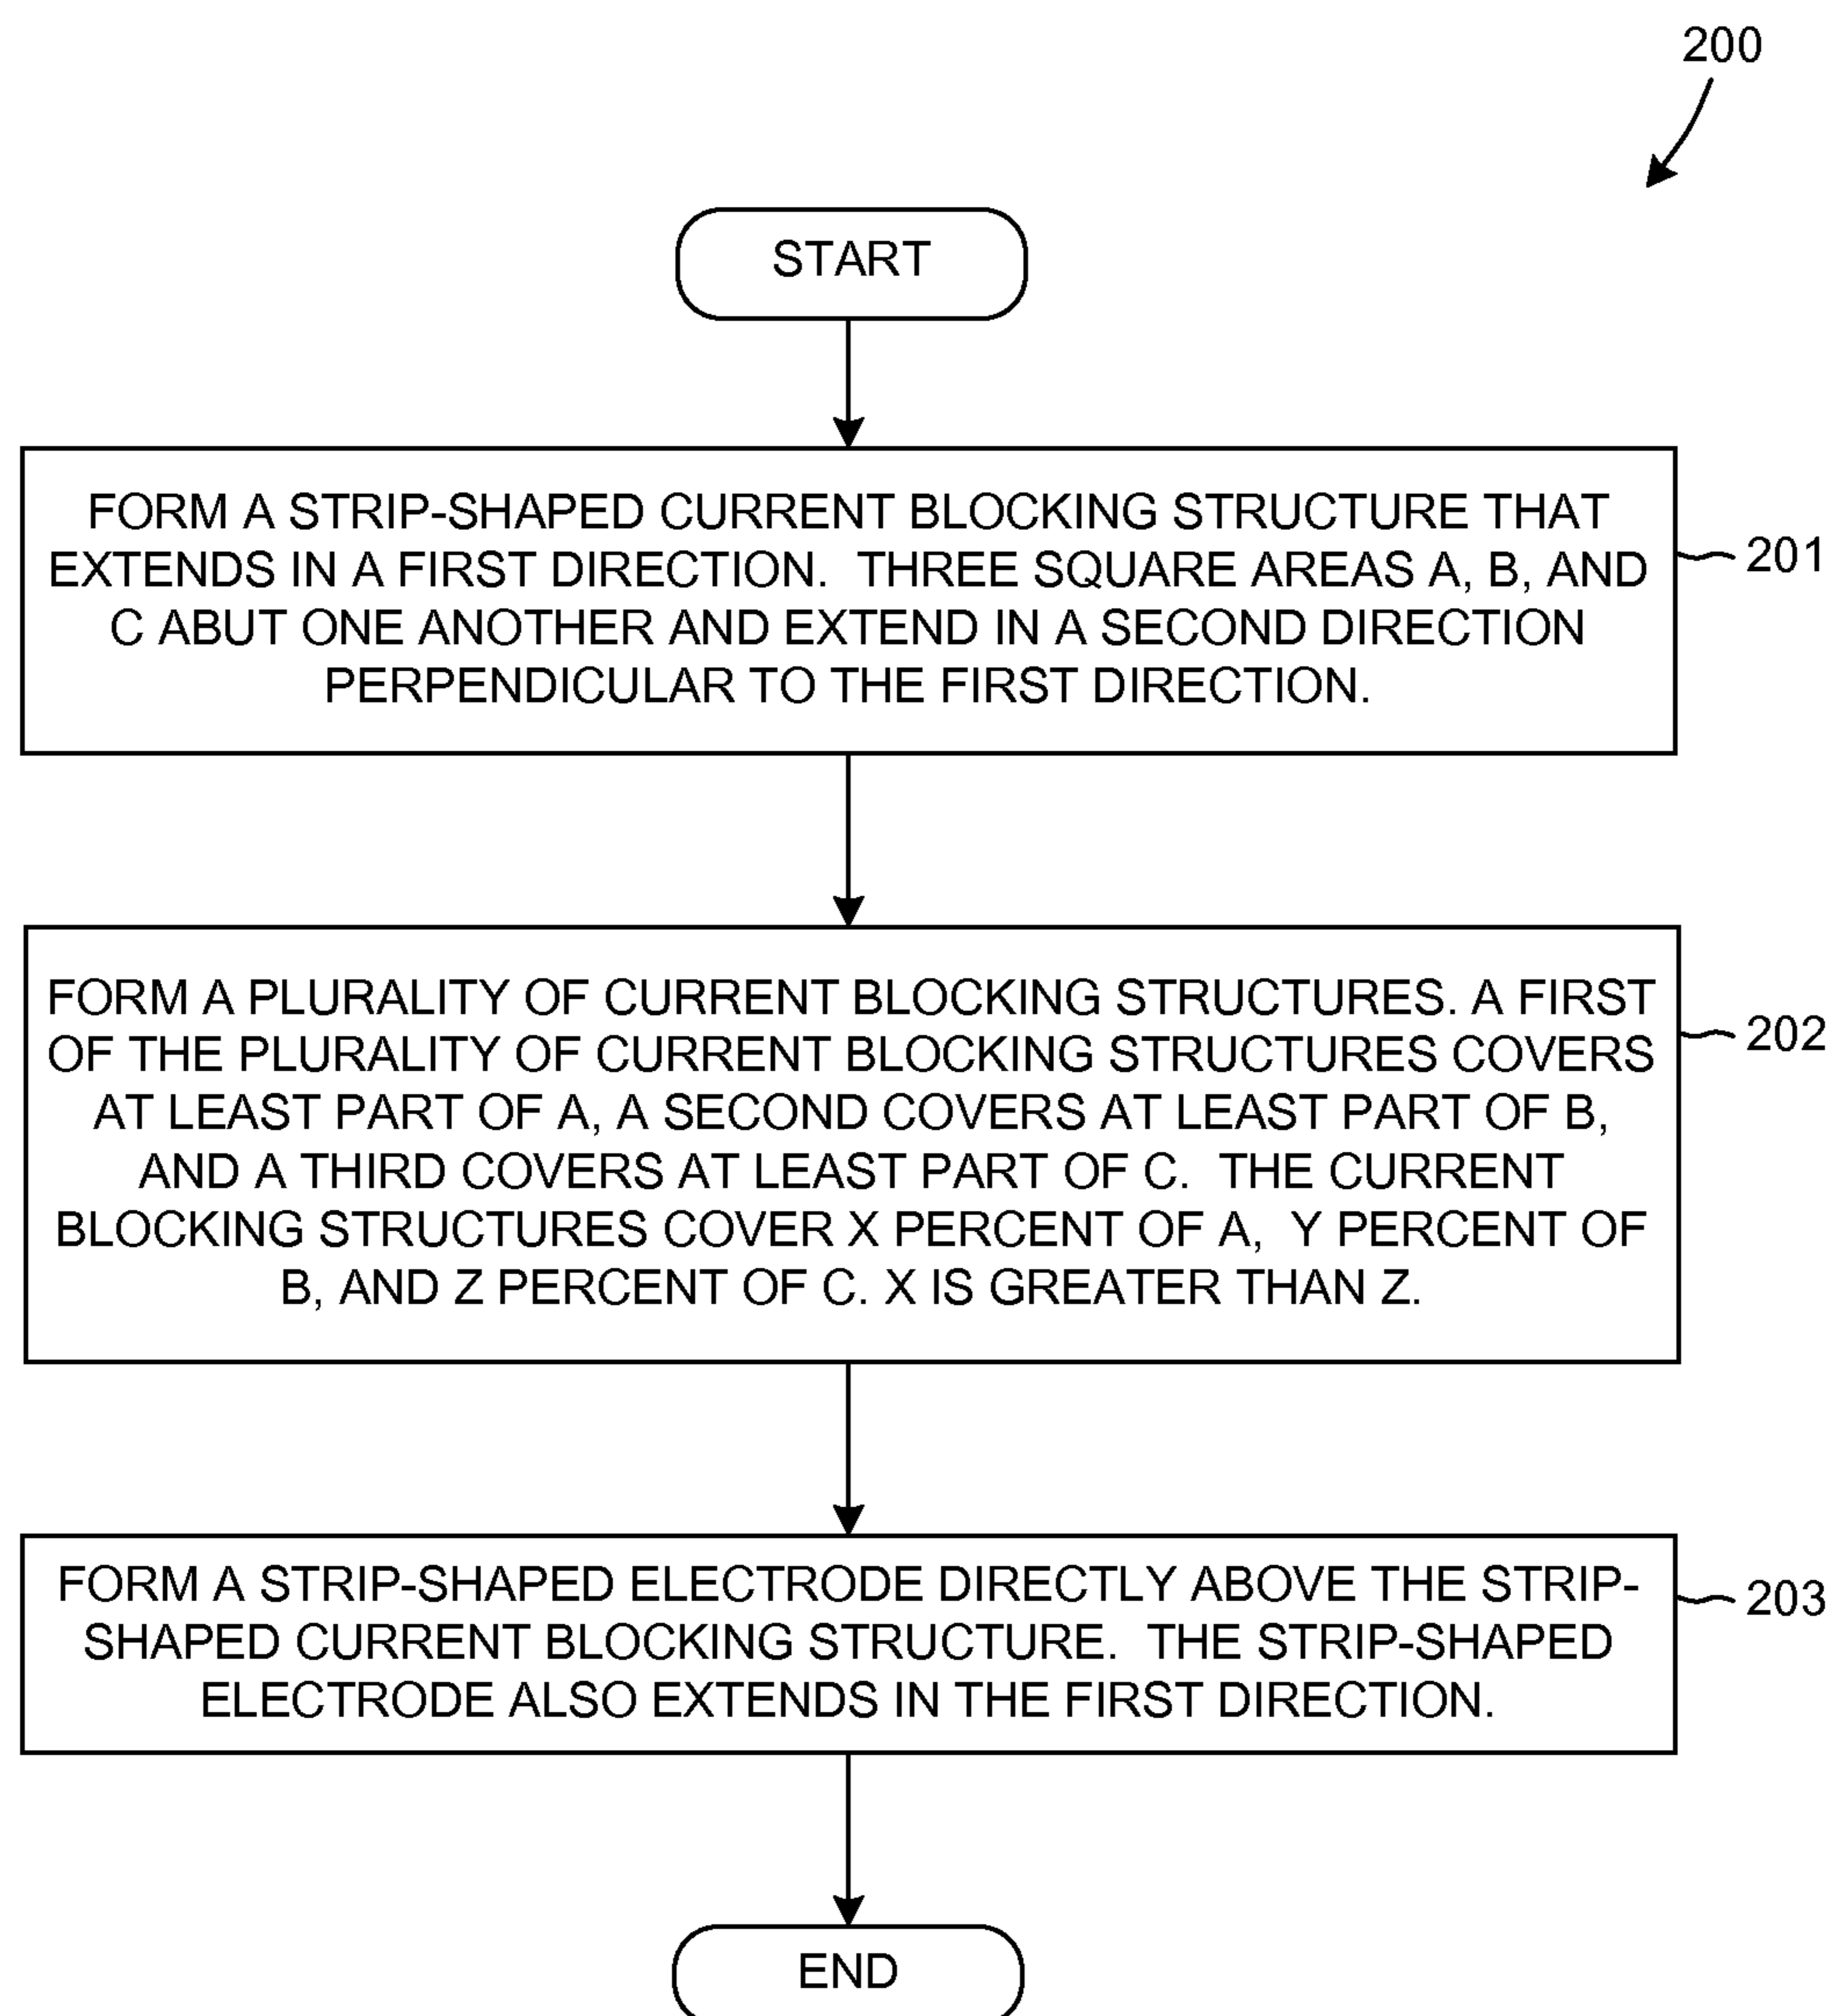 200
START
FORM A STRIP-SHAPED CURRENT BLOCKING STRUCTURE THAT
EXTENDS IN A FIRST DIRECTION.  THREE SQUARE AREAS A, B, AND
C ABUT ONE ANOTHER AND EXTEND IN A SECOND DIRECTION
PERPENDICULAR TO THE FIRST DIRECTION.
201
FORM A PLURALITY OF CURRENT BLOCKING STRUCTURES. A FIRST
OF THE PLURALITY OF CURRENT BLOCKING STRUCTURES COVERS
AT LEAST PART OF A, A SECOND COVERS AT LEAST PART OF B,
AND A THIRD COVERS AT LEAST PART OF C.  THE CURRENT
BLOCKING STRUCTURES COVER X PERCENT OF A,  Y PERCENT OF
B, AND Z PERCENT OF C. X IS GREATER THAN Z.
202
FORM A STRIP-SHAPED ELECTRODE DIRECTLY ABOVE THE STRIP-
SHAPED CURRENT BLOCKING STRUCTURE.  THE STRIP-SHAPED
ELECTRODE ALSO EXTENDS IN THE FIRST DIRECTION.
203
END